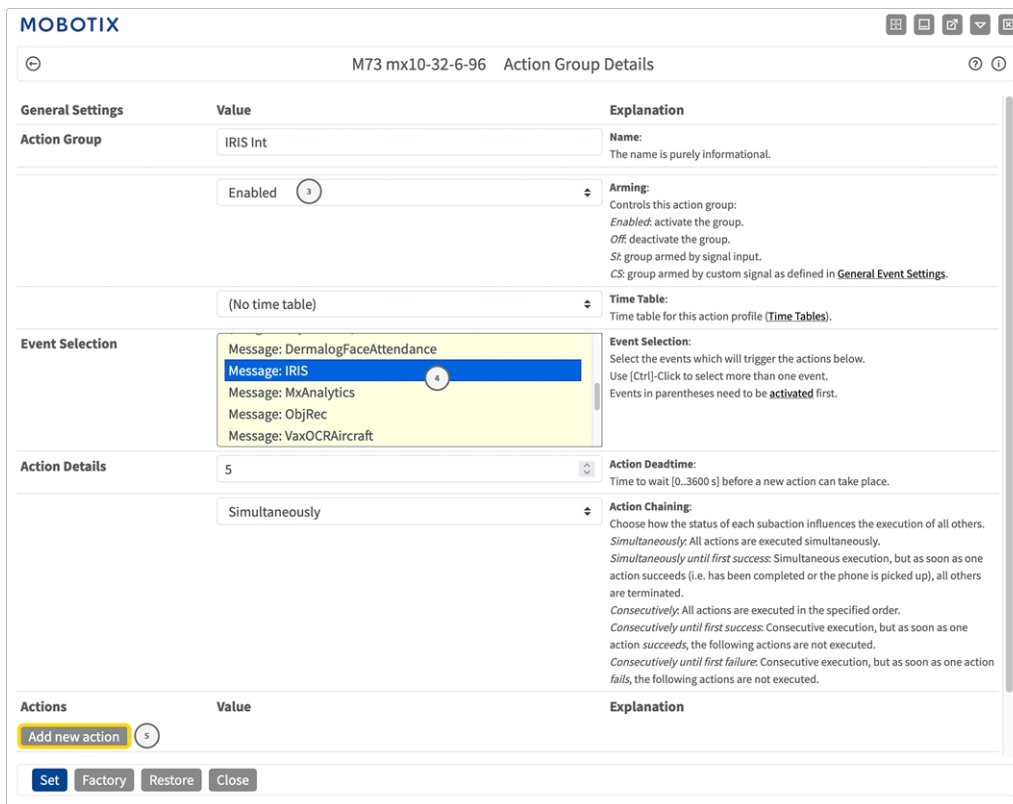 MOBOTIX
M73 mx10-32-6-96 Action Group Details
General Settings Value Explanation
Action Group IRIS Int Name:
The name is purely informational.
Enabled 3 Arming:
Controls this action group:
Enabled: activate the group.
Off: deactivate the group.
SI: group armed by signal input.
CS: group armed by custom signal as defined in General Event Settings.
(No time table) Time Table:
Time table for this action profile (Time Tables).
Event Selection
Message: DermalogFaceAttendance
Message: IRIS 4
Message: MxAnalytics
Message: ObjRec
Message: VaxOCRAircraft
Event Selection:
Select the events which will trigger the actions below.
Use [Ctrl]-Click to select more than one event.
Events in parentheses need to be activated first.
Action Details 5 Action Deadtime:
Time to wait [0..3600 s] before a new action can take place.
Simultaneously Action Chaining:
Choose how the status of each subaction influences the execution of all others.
Simultaneously: All actions are executed simultaneously.
Simultaneously until first success: Simultaneous execution, but as soon as one
action succeeds (i.e. has been completed or the phone is picked up), all others
are terminated.
Consecutively: All actions are executed in the specified order.
Consecutively until first success: Consecutive execution, but as soon as one
action succeeds, the following actions are not executed.
Consecutively until first failure: Consecutive execution, but as soon as one action
fails, the following actions are not executed.
Actions Value Explanation
Add new action 5
Set Factory Restore Close